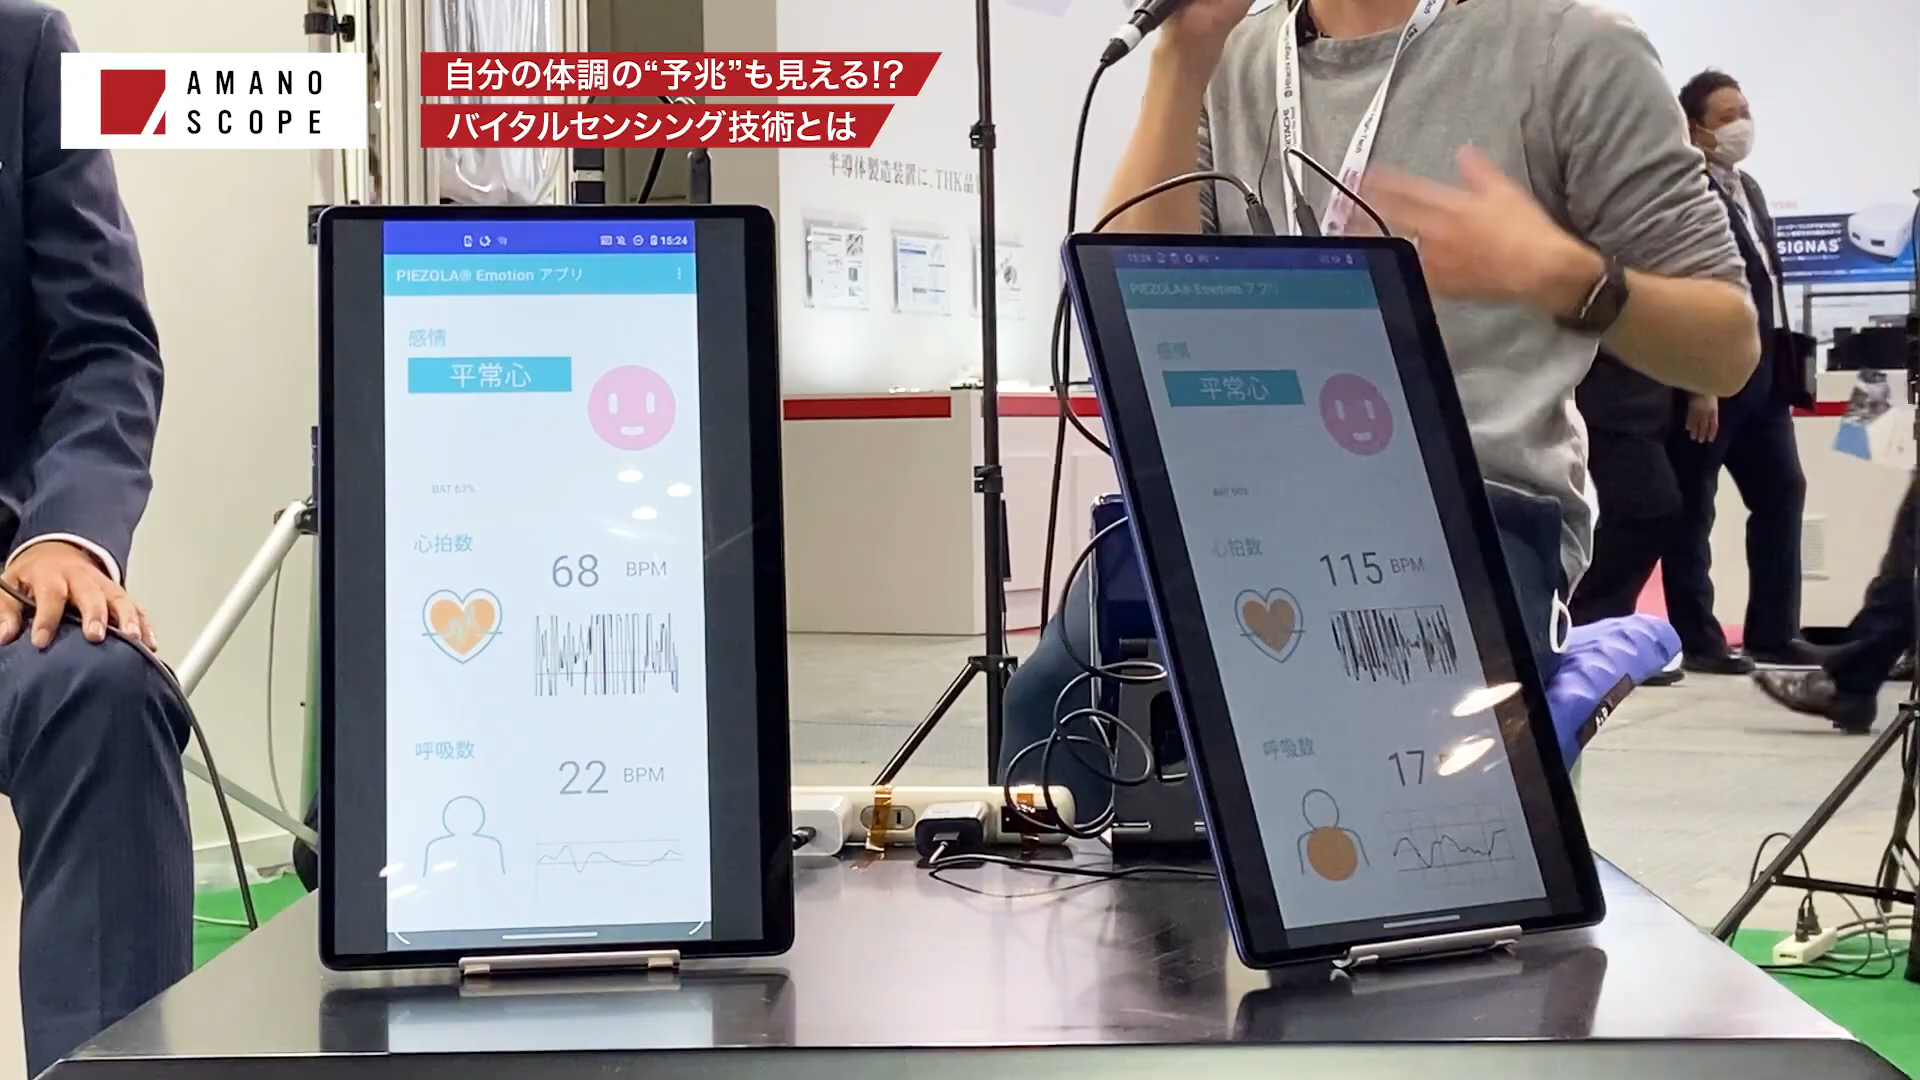 AMANO
SCOPE
自分の体調の“予兆”も見える!?
バイタルセンシング技術とは
半導体製造装置に、THK品
SIGNAS
HITACHI
15:24
PIEZOLA® Emotion アプリ
感情
平常心
BAT 63%
心拍数
68 BPM
呼吸数
22 BPM
15:24
PIEZOLA® Emotion アプリ
感情
平常心
心拍数
115 BPM
呼吸数
17